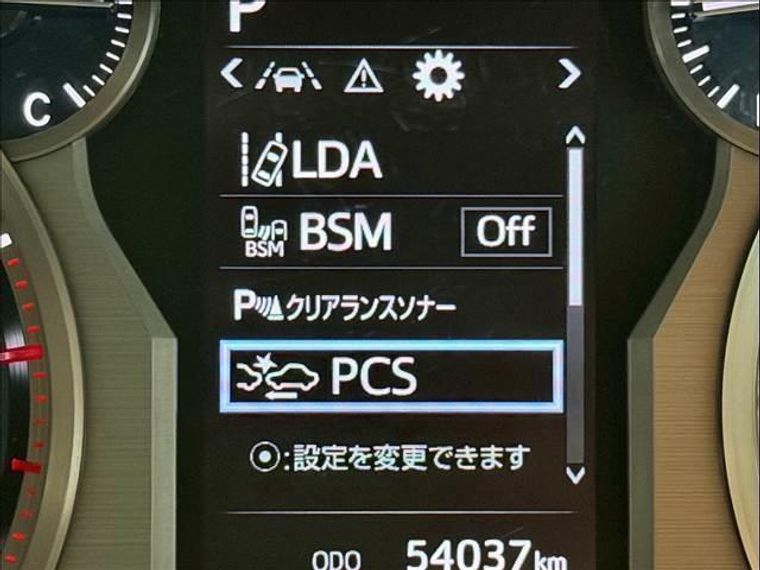 P
C
LDA
BSM BSM Off
Pクリアランスソナー
PCS
⦿:設定を変更できます
ODO 54037km